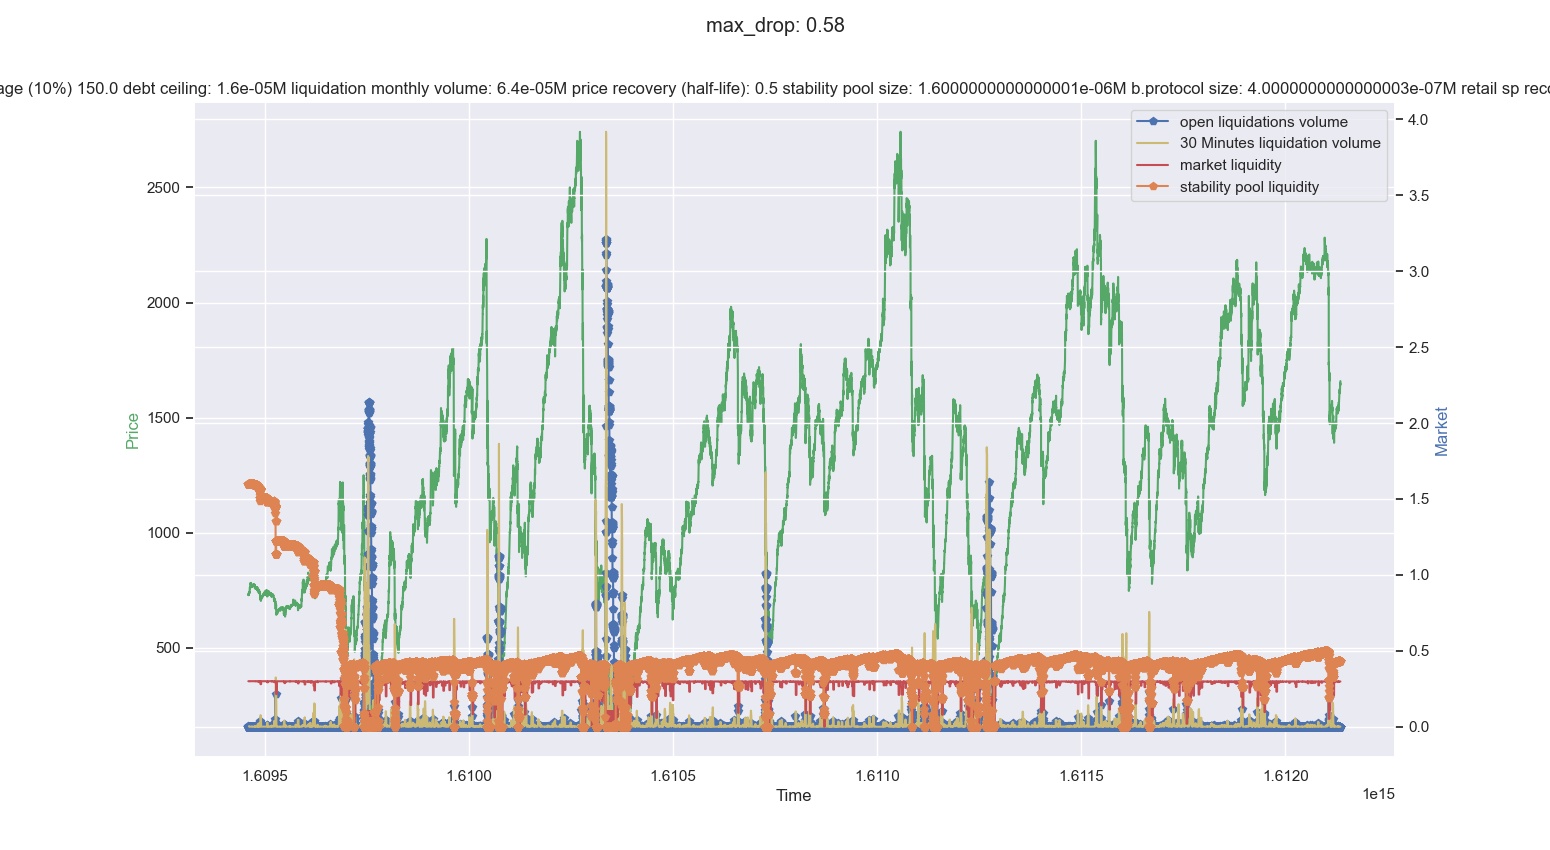 max_drop: 0.58
age (10%) 150.0 debt ceiling: 1.6e-05M liquidation monthly volume: 6.4e-05M price recovery (half-life): 0.5 stability pool size: 1.6000000000000001e-06M b.protocol size: 4.0000000000000003e-07M retail sp reco
open liquidations volume
30 Minutes liquidation volume
market liquidity
stability pool liquidity
2500
2000
1500
1000
500
Price
4.0
3.5
3.0
2.5
2.0
1.5
1.0
0.5
0.0
Market
1.6095
1.6100
1.6105
1.6110
1.6115
1.6120
Time
1e15